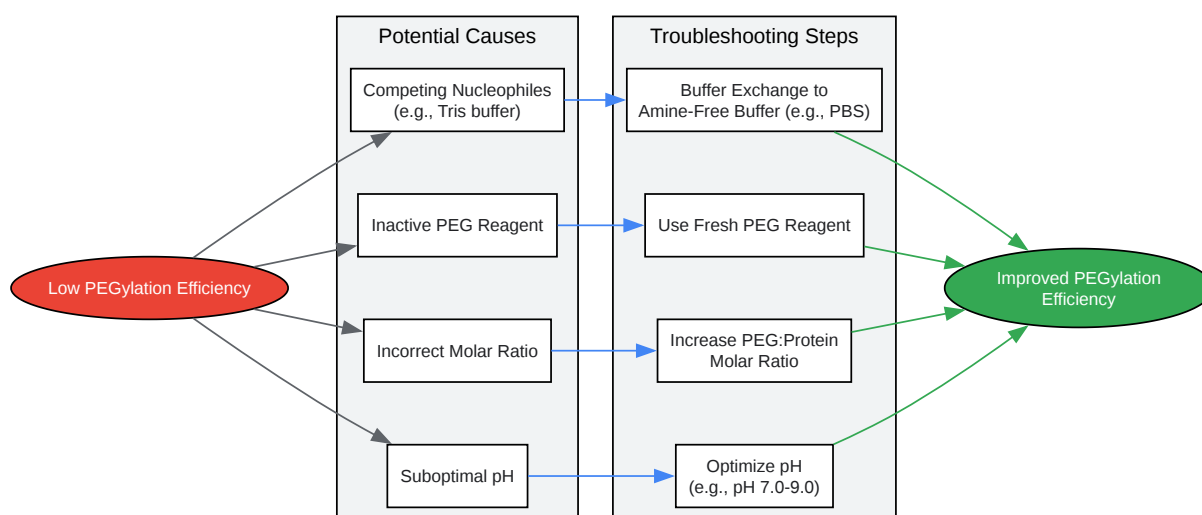 Potential Causes
Troubleshooting Steps
Competing Nucleophiles
(e.g., Tris buffer)
Buffer Exchange to
Amine-Free Buffer (e.g., PBS)
Inactive PEG Reagent
Use Fresh PEG Reagent
Low PEGylation Efficiency
Improved PEGylation
Efficiency
Incorrect Molar Ratio
Increase PEG:Protein
Molar Ratio
Suboptimal pH
Optimize pH
(e.g., pH 7.0-9.0)